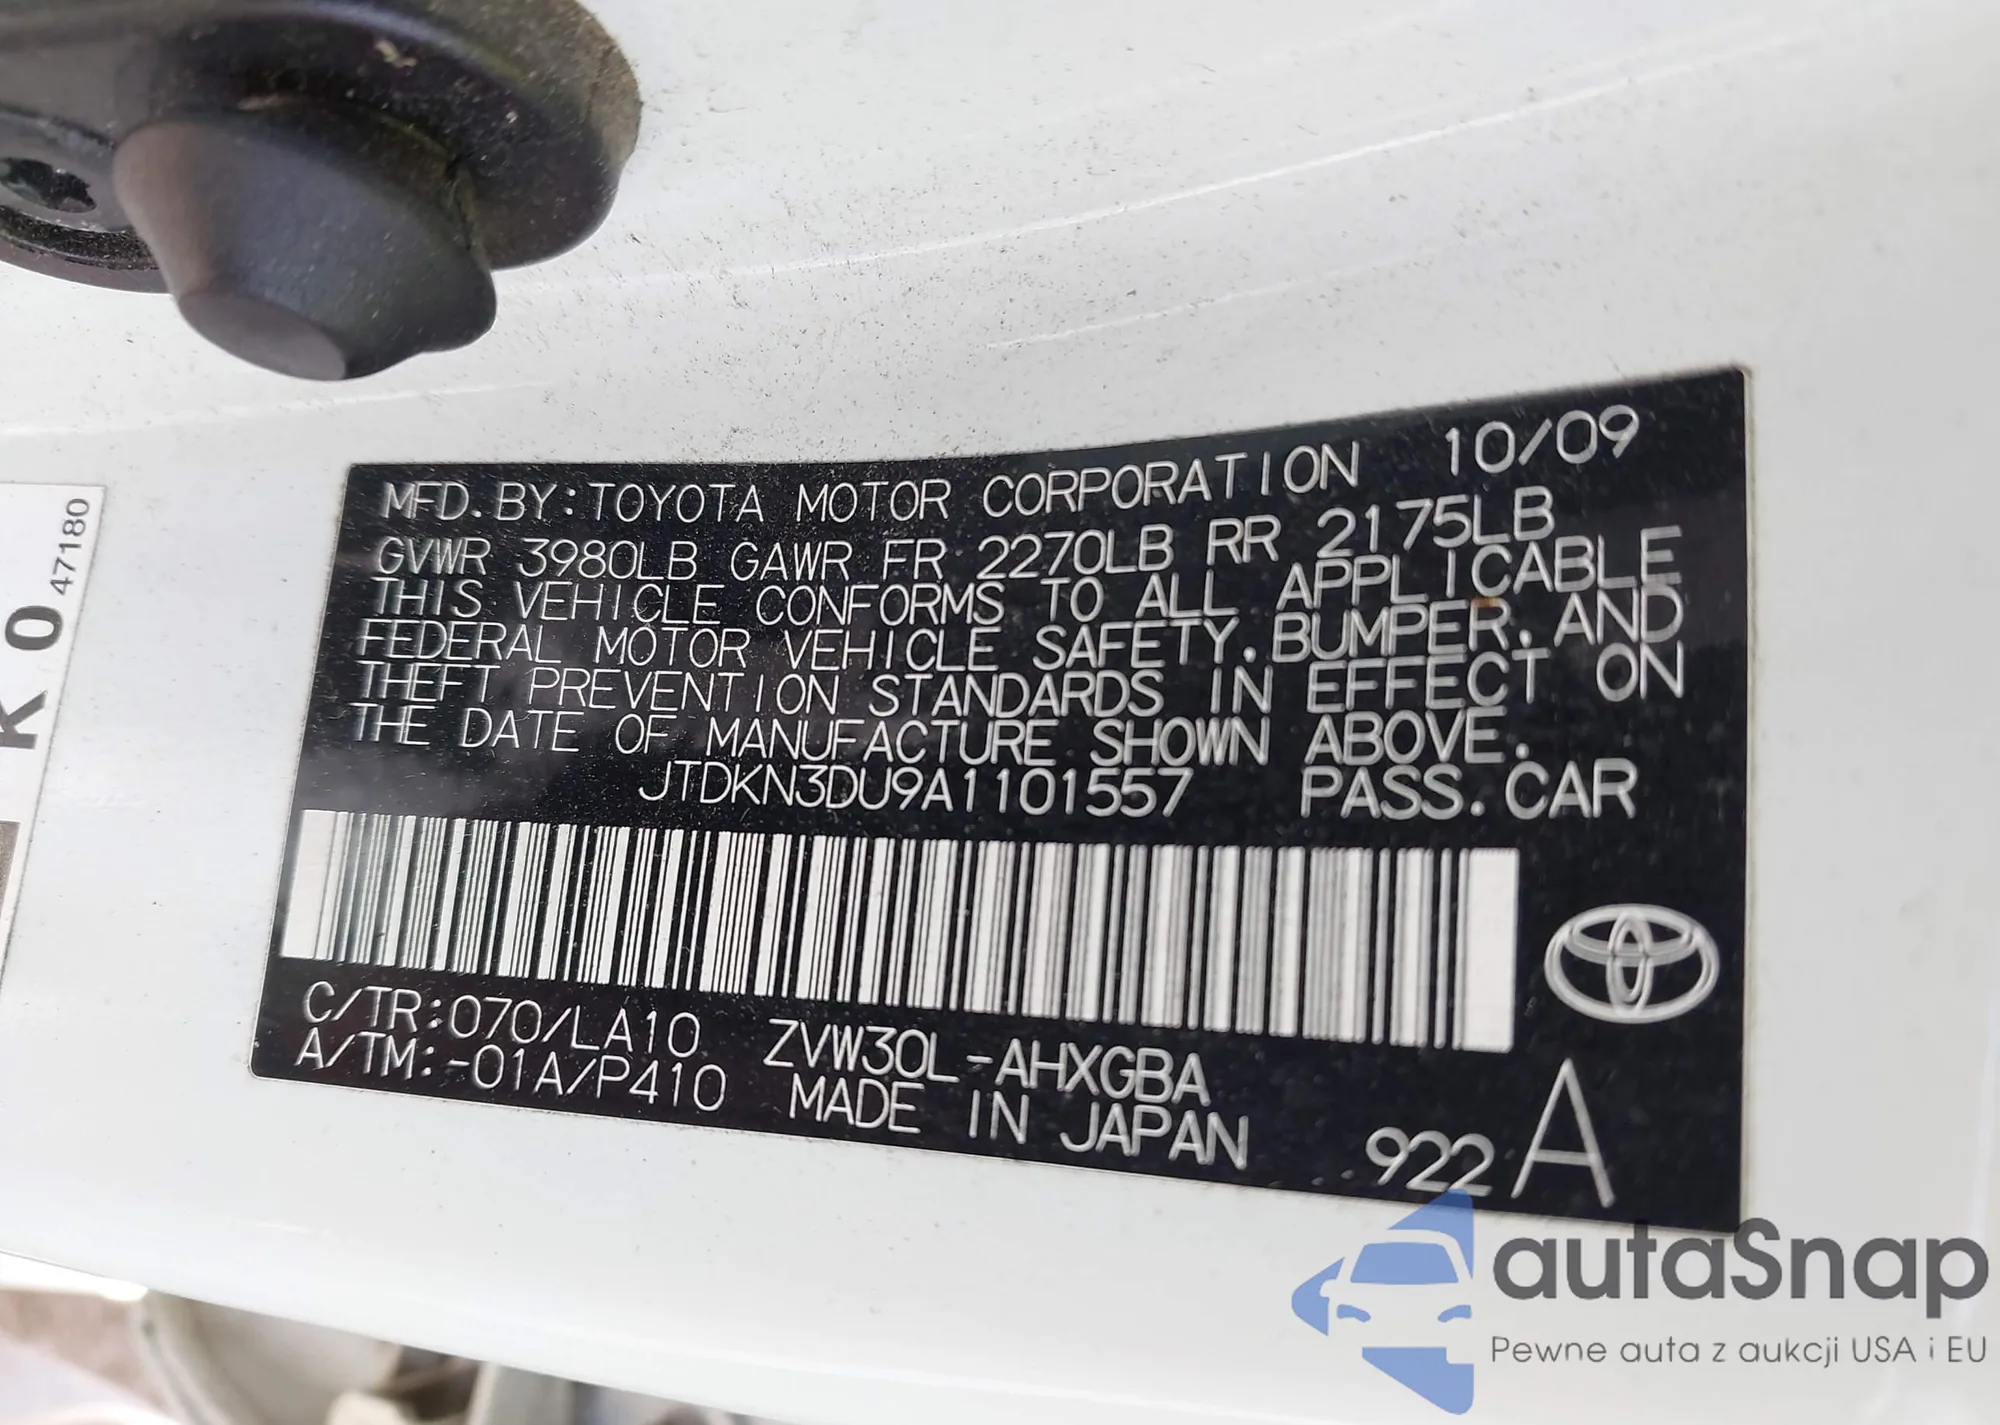 K 0
47180
MFD. BY: TOYOTA MOTOR CORPORATION 10/09
GVWR 3980LB GAWR FR 2270LB RR 2175LB
THIS VEHICLE CONFORMS TO ALL APPLICABLE
FEDERAL MOTOR VEHICLE SAFETY, BUMPER, AND
THEFT PREVENTION STANDARDS IN EFFECT ON
THE DATE OF MANUFACTURE SHOWN ABOVE.
JTDKN3DU9A1101557 PASS. CAR
C/TR: 070/LA10 ZVW30L-AHXGBA
A/TM: -01A/P410 MADE IN JAPAN 922 A
autaSnap
Pewne auta z aukcji USA i EU